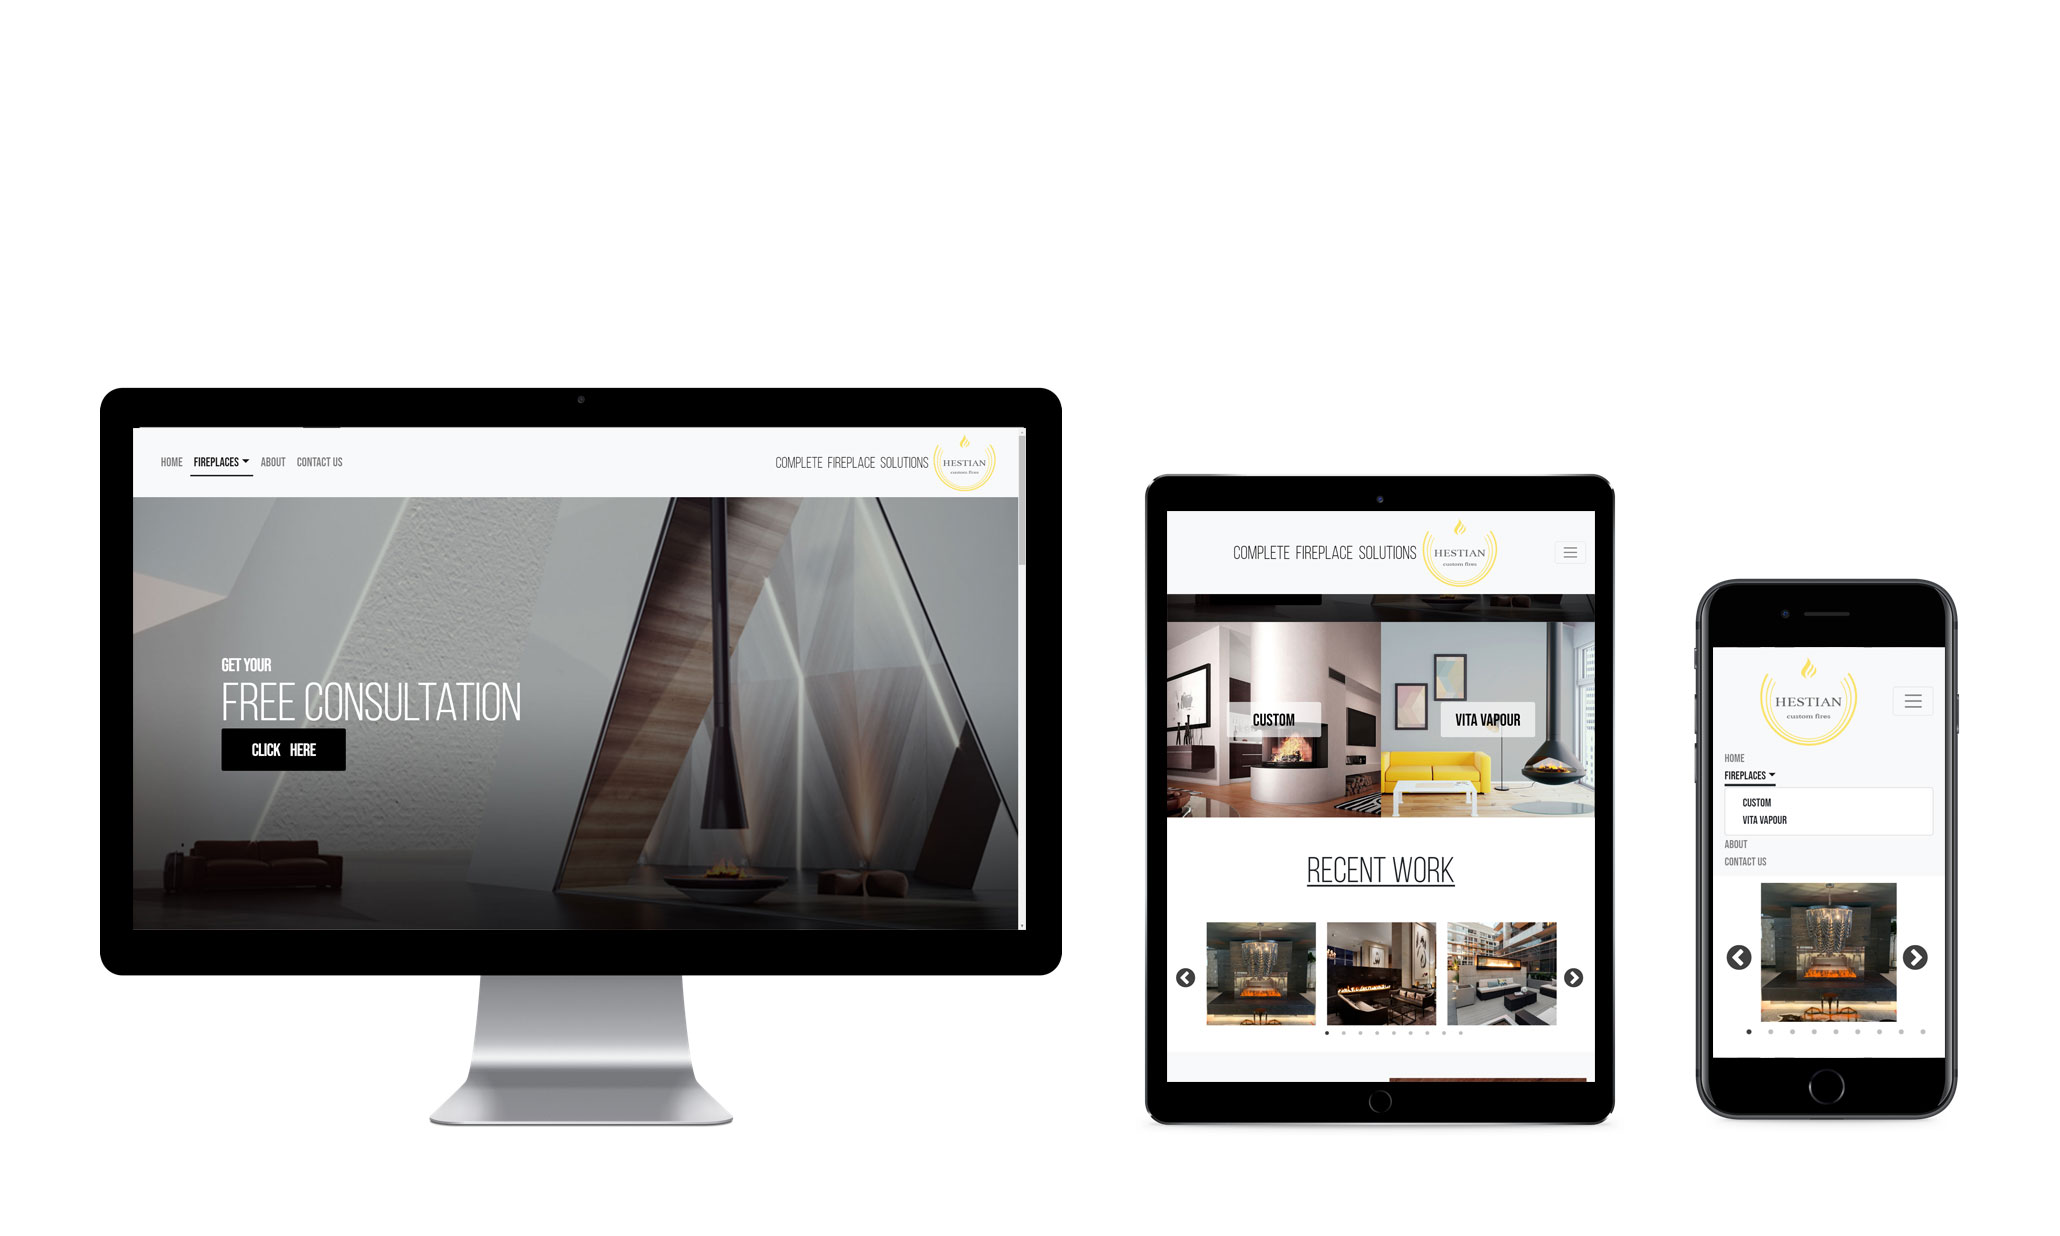 HOME FIREPLACES ABOUT CONTACT US
COMPLETE FIREPLACE SOLUTIONS
HESTIAN
custom fires
GET YOUR
FREE CONSULTATION
CLICK HERE
COMPLETE FIREPLACE SOLUTIONS
HESTIAN
custom fires
CUSTOM
VITA VAPOUR
RECENT WORK
HESTIAN
custom fires
HOME
FIREPLACES
CUSTOM
VITA VAPOUR
ABOUT
CONTACT US